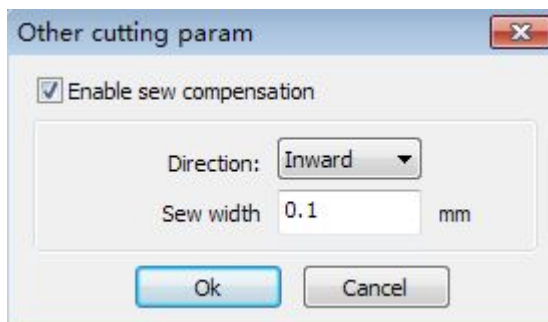 Other cutting param
Enable sew compensation
Direction: Inward
Sew width 0.1 mm
Ok Cancel